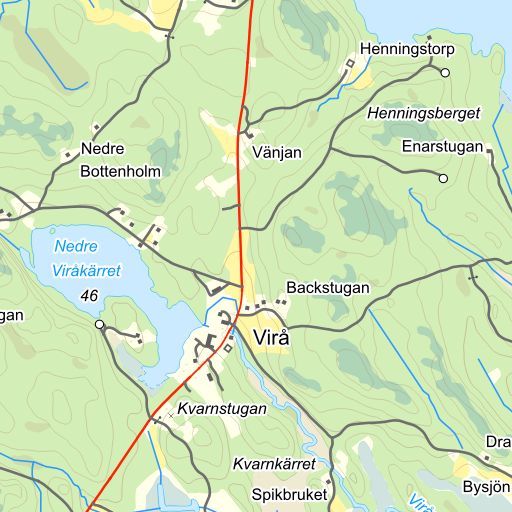 Henningstorp
Henningsberget
Nedre
Bottenholm
Vänjan
Enarstugan
Nedre
Viråkärret
46
Backstugan
gan
Virå
Kvarnstugan
Dra
Kvarnkärret
Bysjön
Spikbruket
Virå